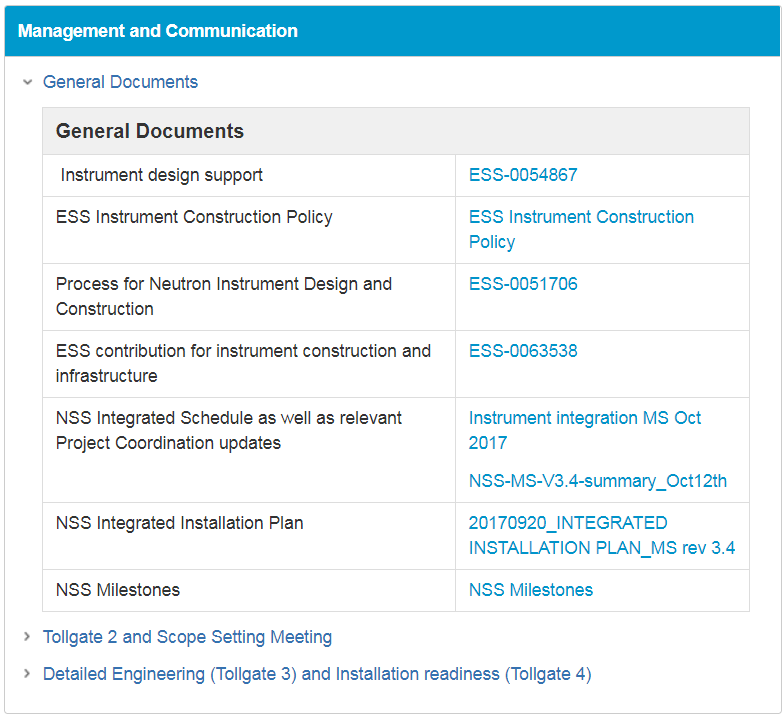 Management and Communication
General Documents
General Documents
Instrument design support
ESS-0054867
ESS Instrument Construction Policy
ESS Instrument Construction
Policy
Process for Neutron Instrument Design and
Construction
ESS-0051706
ESS contribution for instrument construction and
infrastructure
ESS-0063538
NSS Integrated Schedule as well as relevant
Project Coordination updates
Instrument integration MS Oct
2017
NSS-MS-V3.4-summary_Oct12th
NSS Integrated Installation Plan
20170920_INTEGRATED
INSTALLATION PLAN_MS rev 3.4
NSS Milestones
NSS Milestones
Tollgate 2 and Scope Setting Meeting
Detailed Engineering (Tollgate 3) and Installation readiness (Tollgate 4)